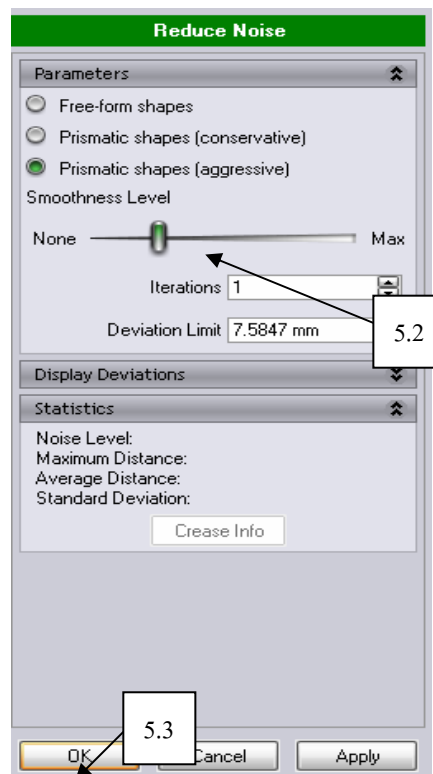 Reduce Noise
Parameters
Free-form shapes
Prismatic shapes (conservative)
Prismatic shapes (aggressive)
Smoothness Level
None Max
Iterations 1
Deviation Limit 7.5847 mm
5.2
Display Deviations
Statistics
Noise Level:
Maximum Distance:
Average Distance:
Standard Deviation:
Crease Info
5.3
OK Cancel Apply